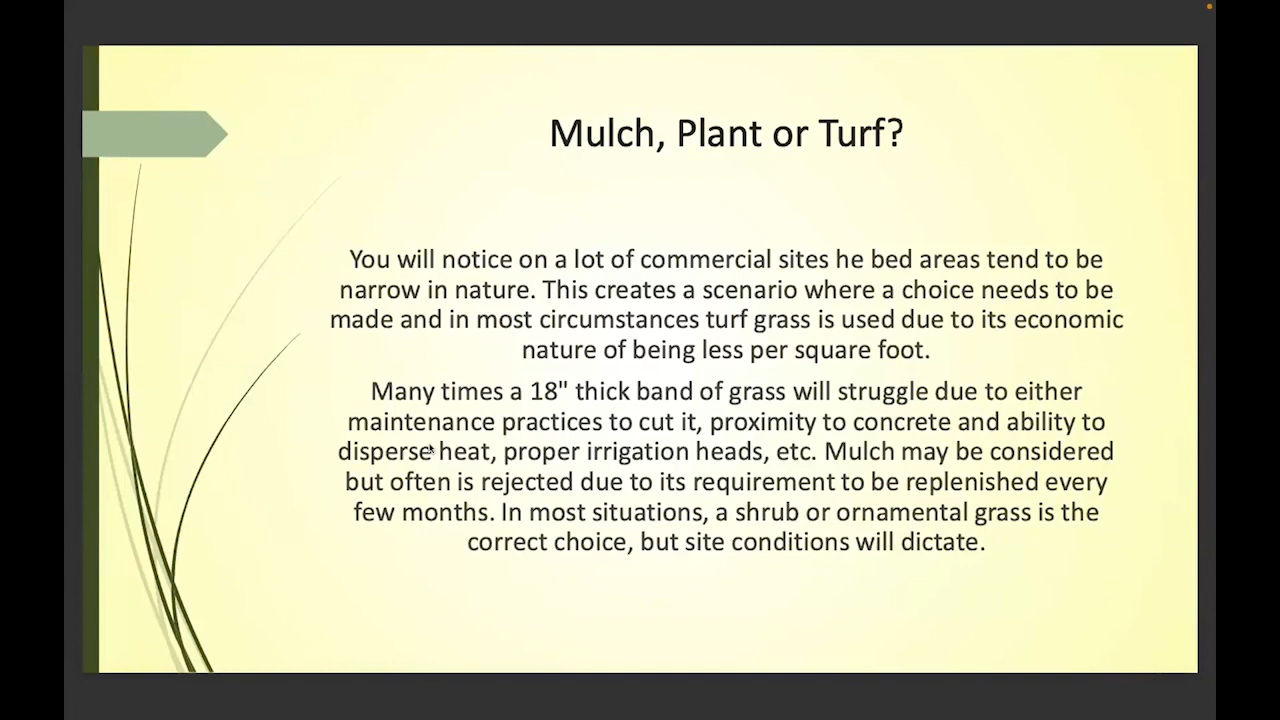 Mulch, Plant or Turf?
You will notice on a lot of commercial sites he bed areas tend to be
narrow in nature. This creates a scenario where a choice needs to be
made and in most circumstances turf grass is used due to its economic
nature of being less per square foot.
Many times a 18" thick band of grass will struggle due to either
maintenance practices to cut it, proximity to concrete and ability to
disperse heat, proper irrigation heads, etc. Mulch may be considered
but often is rejected due to its requirement to be replenished every
few months. In most situations, a shrub or ornamental grass is the
correct choice, but site conditions will dictate.